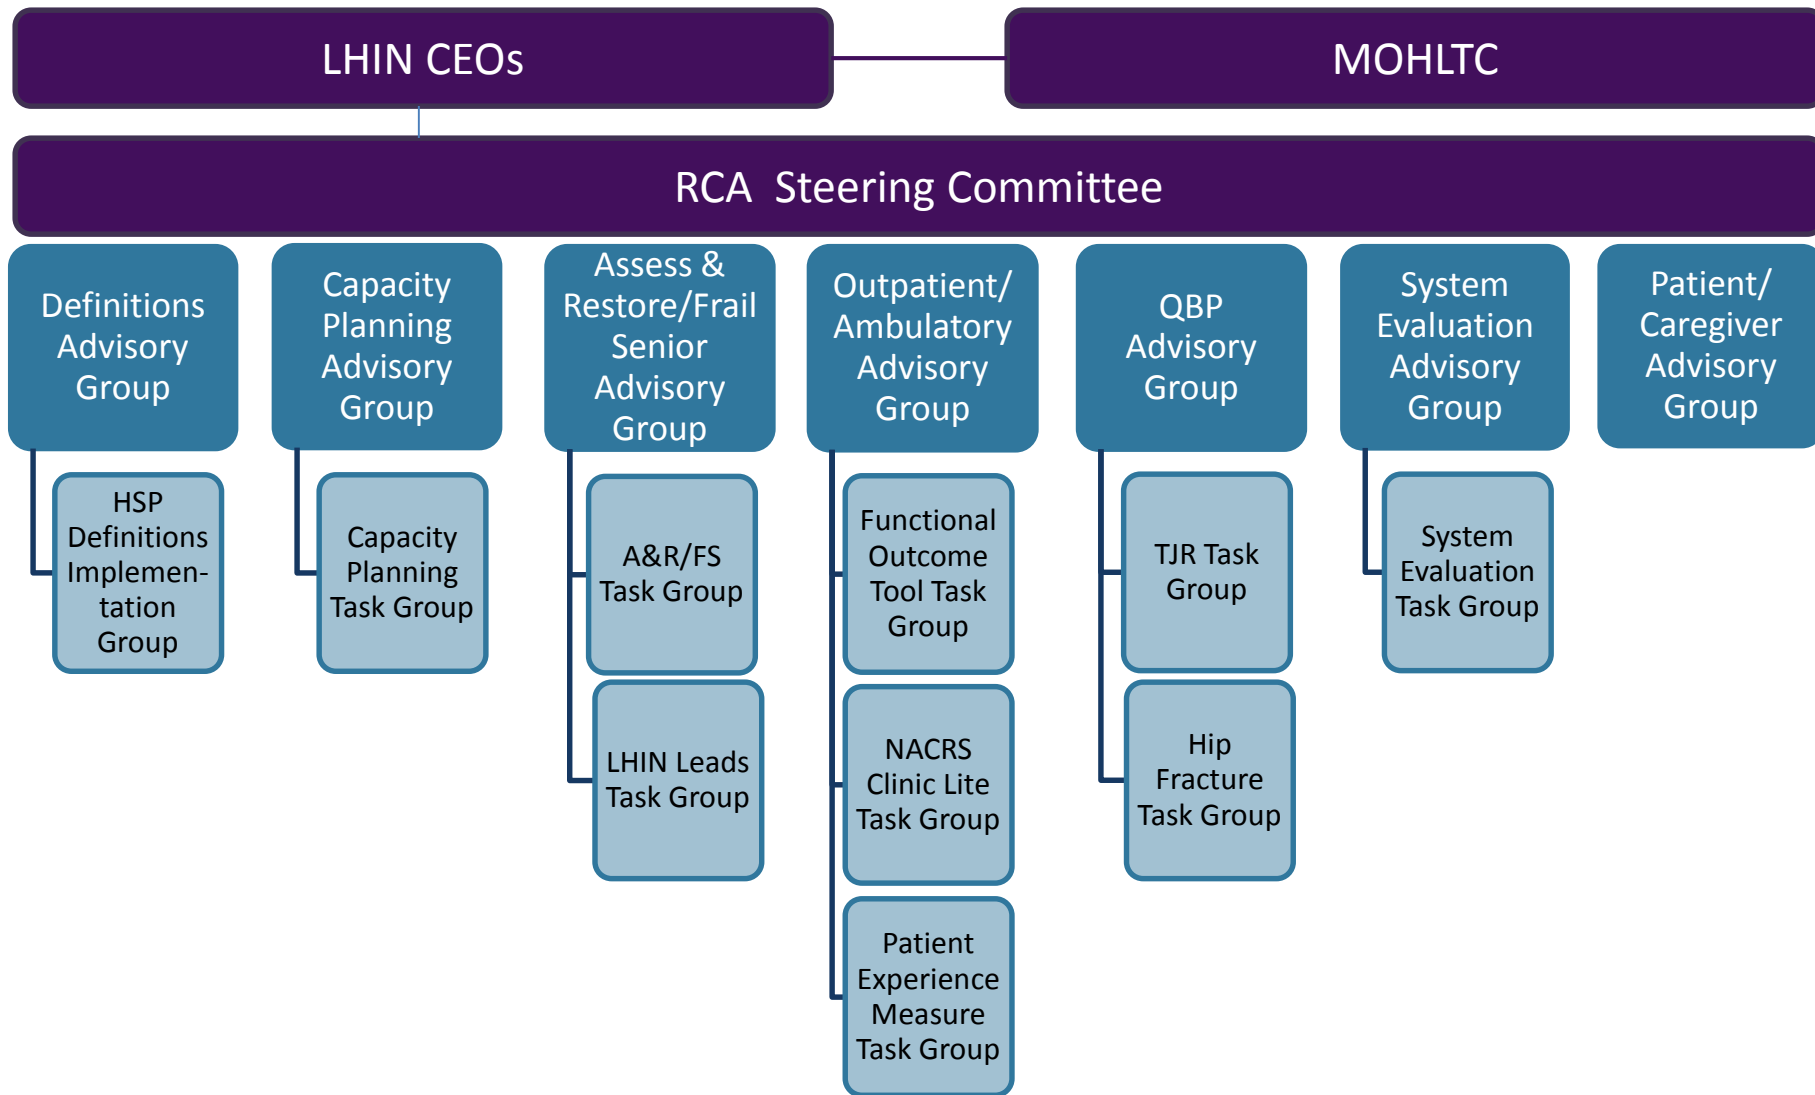 LHIN CEOs
MOHLTC
RCA  Steering Committee
Definitions
Advisory
Group
Capacity
Planning
Advisory
Group
Assess &
Restore/Frail
Senior
Advisory
Group
Outpatient/
Ambulatory
Advisory
Group
QBP
Advisory
Group
System
Evaluation
Advisory
Group
Patient/
Caregiver
Advisory
Group
HSP
Definitions
Implemen-
tation
Group
Capacity
Planning
Task Group
A&R/FS
Task Group
LHIN Leads
Task Group
Functional
Outcome
Tool Task
Group
NACRS
Clinic Lite
Task Group
Patient
Experience
Measure
Task Group
TJR Task
Group
Hip
Fracture
Task Group
System
Evaluation
Task Group